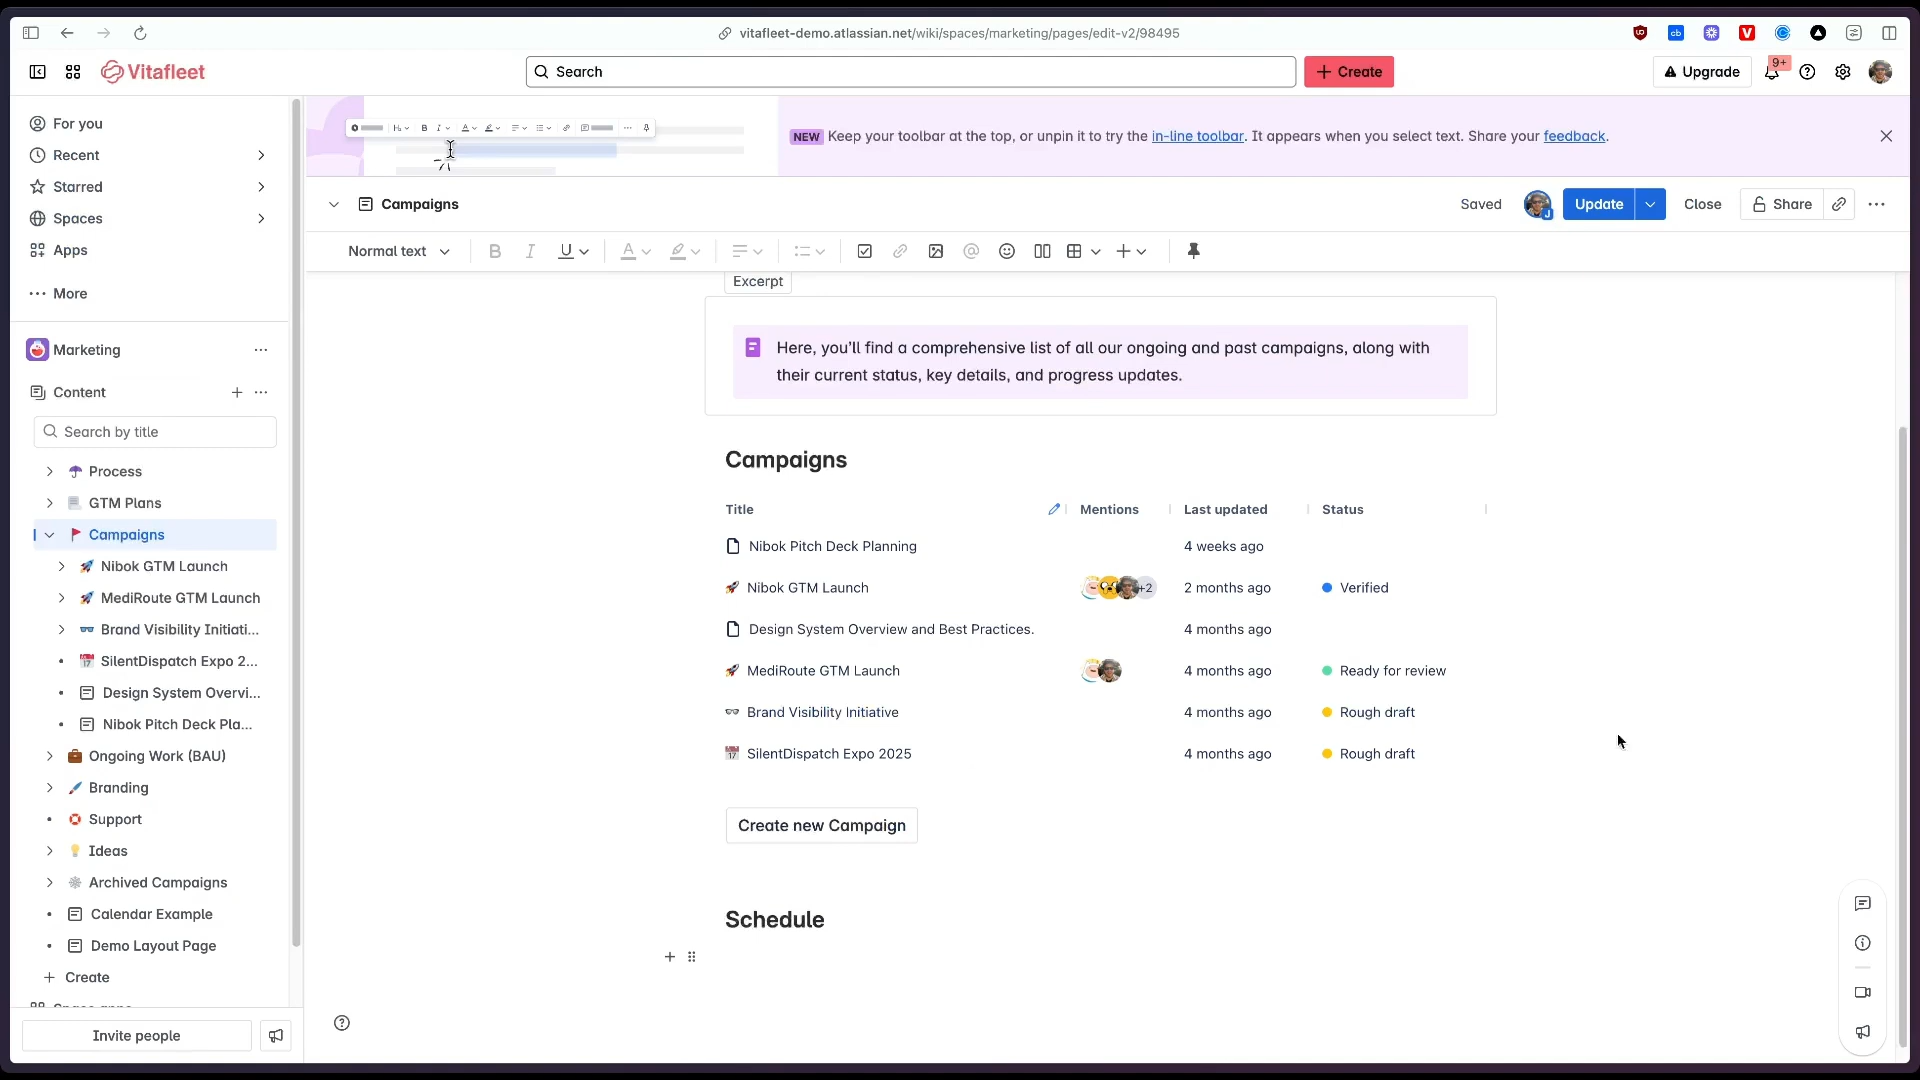 vitafleet-demo.atlassian.net/wiki/spaces/marketing/pages/edit-v2/98495
Vitafleet
Search
Create
Upgrade
9+
For you
Recent
Starred
Spaces
Apps
More
Marketing
Content
Search by title
Process
GTM Plans
Campaigns
Nibok GTM Launch
MediRoute GTM Launch
Brand Visibility Initiati...
SilentDispatch Expo 2...
Design System Overvi...
Nibok Pitch Deck Pla...
Ongoing Work (BAU)
Branding
Support
Ideas
Archived Campaigns
Calendar Example
Demo Layout Page
Create
Invite people
NEW Keep your toolbar at the top, or unpin it to try the in-line toolbar. It appears when you select text. Share your feedback.
Campaigns
Saved
Update
Close
Share
Normal text
Excerpt
Here, you'll find a comprehensive list of all our ongoing and past campaigns, along with
their current status, key details, and progress updates.
Campaigns
Title Mentions Last updated Status
Nibok Pitch Deck Planning 4 weeks ago
Nibok GTM Launch +2 2 months ago Verified
Design System Overview and Best Practices. 4 months ago
MediRoute GTM Launch 4 months ago Ready for review
Brand Visibility Initiative 4 months ago Rough draft
SilentDispatch Expo 2025 4 months ago Rough draft
Create new Campaign
Schedule